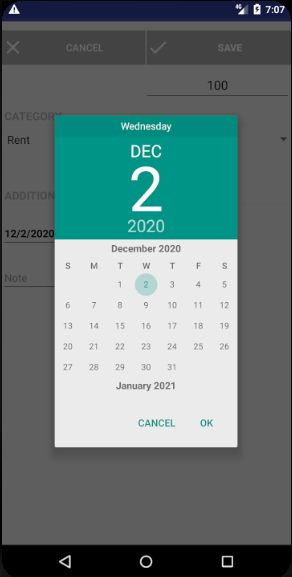 4G 7:07
CANCEL SAVE
100
CATEGORY
Rent
ADDITION
12/2/2020
Note
Wednesday
DEC
2
2020
December 2020
S M T W T F S
1 2 3 4 5
6 7 8 9 10 11 12
13 14 15 16 17 18 19
20 21 22 23 24 25 26
27 28 29 30 31
January 2021
CANCEL OK